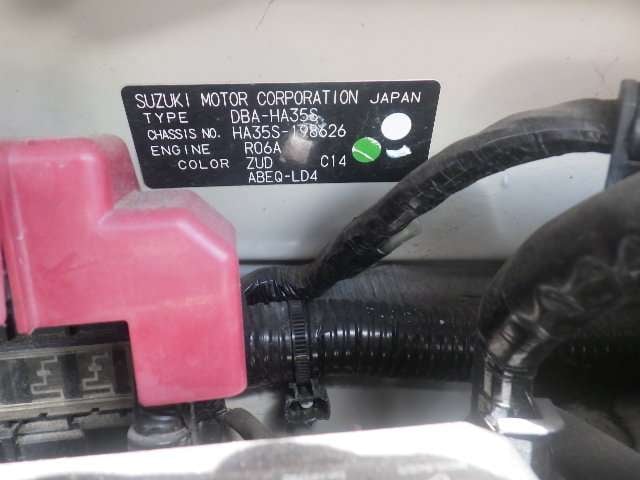 SUZUKI MOTOR CORPORATION JAPAN
TYPE DBA-HA35S
CHASSIS NO. HA35S-198626
ENGINE R06A
COLOR ZUD C14
ABEQ-LD4